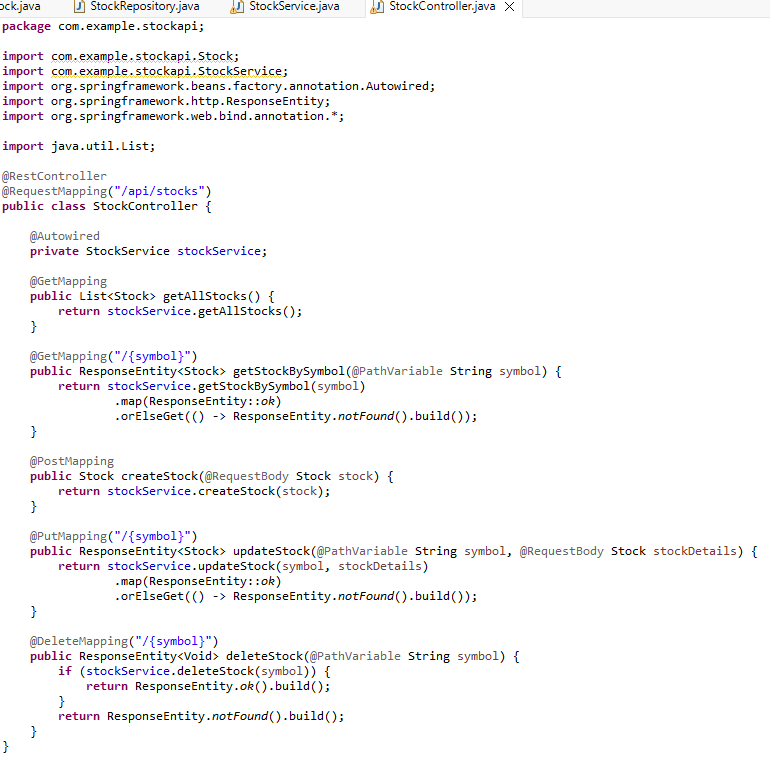 ock.java StockRepository.java StockService.java StockController.java
package com.example.stockapi;

import com.example.stockapi.Stock;
import com.example.stockapi.StockService;
import org.springframework.beans.factory.annotation.Autowired;
import org.springframework.http.ResponseEntity;
import org.springframework.web.bind.annotation.*;

import java.util.List;

@RestController
@RequestMapping("/api/stocks")
public class StockController {

    @Autowired
    private StockService stockService;

    @GetMapping
    public List<Stock> getAllStocks() {
        return stockService.getAllStocks();
    }

    @GetMapping("/{symbol}")
    public ResponseEntity<Stock> getStockBySymbol(@PathVariable String symbol) {
        return stockService.getStockBySymbol(symbol)
                .map(ResponseEntity::ok)
                .orElseGet(() -> ResponseEntity.notFound().build());
    }

    @PostMapping
    public Stock createStock(@RequestBody Stock stock) {
        return stockService.createStock(stock);
    }

    @PutMapping("/{symbol}")
    public ResponseEntity<Stock> updateStock(@PathVariable String symbol, @RequestBody Stock stockDetails) {
        return stockService.updateStock(symbol, stockDetails)
                .map(ResponseEntity::ok)
                .orElseGet(() -> ResponseEntity.notFound().build());
    }

    @DeleteMapping("/{symbol}")
    public ResponseEntity<Void> deleteStock(@PathVariable String symbol) {
        if (stockService.deleteStock(symbol)) {
            return ResponseEntity.ok().build();
        }
        return ResponseEntity.notFound().build();
    }
}